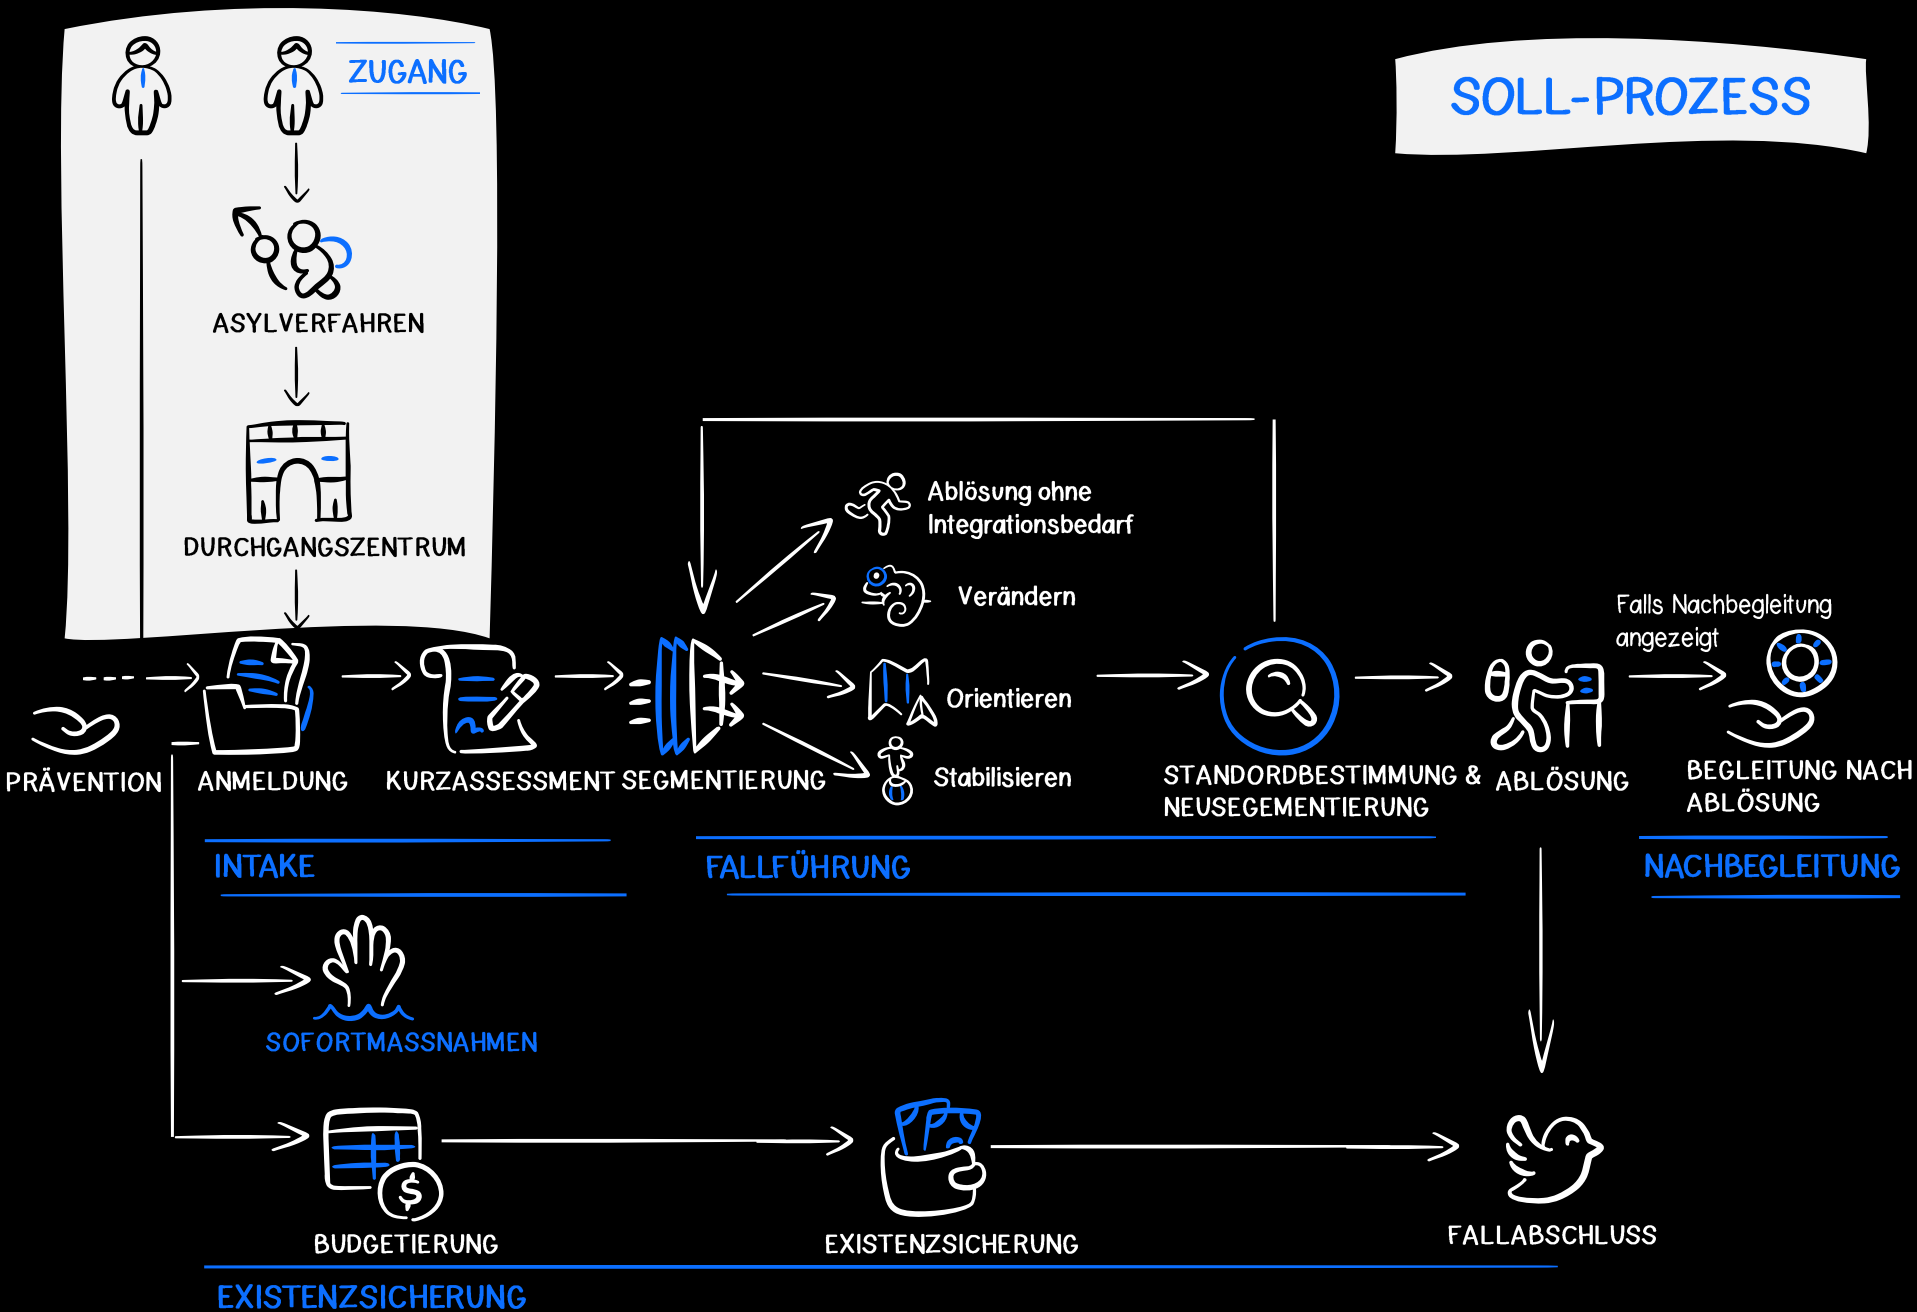 ZUGANG
SOLL-PROZESS
ASYLVERFAHREN
DURCHGANGSZENTRUM
Ablösung ohne
Integrationsbedarf
Verändern
Orientieren
Stabilisieren
Falls Nachbegleitung
angezeigt
PRÄVENTION
ANMELDUNG
KURZASSESSMENT
SEGMENTIERUNG
STANDORDBESTIMMUNG &
NEUSEGEMENTIERUNG
ABLÖSUNG
BEGLEITUNG NACH
ABLÖSUNG
INTAKE
FALLFÜHRUNG
NACHBEGLEITUNG
SOFORTMASSNAHMEN
$
BUDGETIERUNG
EXISTENZSICHERUNG
FALLABSCHLUSS
EXISTENZSICHERUNG